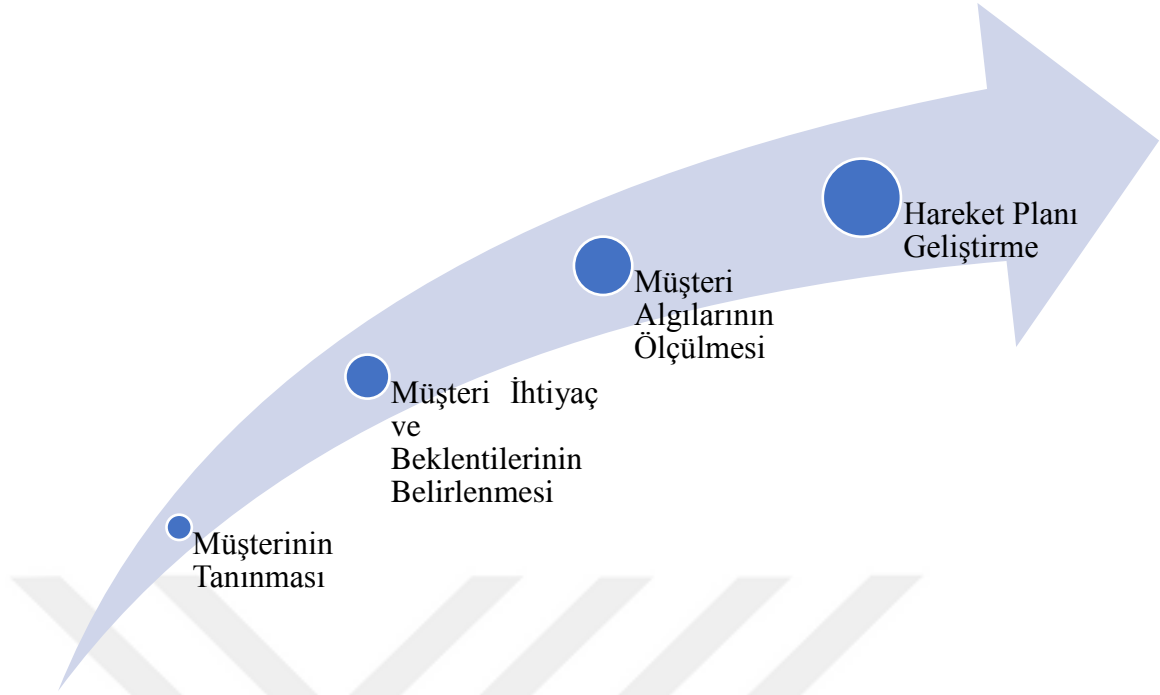 Müşterinin
Tanınması
Müşteri İhtiyaç
ve
Beklentilerinin
Belirlenmesi
Müşteri
Algılarının
Ölçülmesi
Hareket Planı
Geliştirme